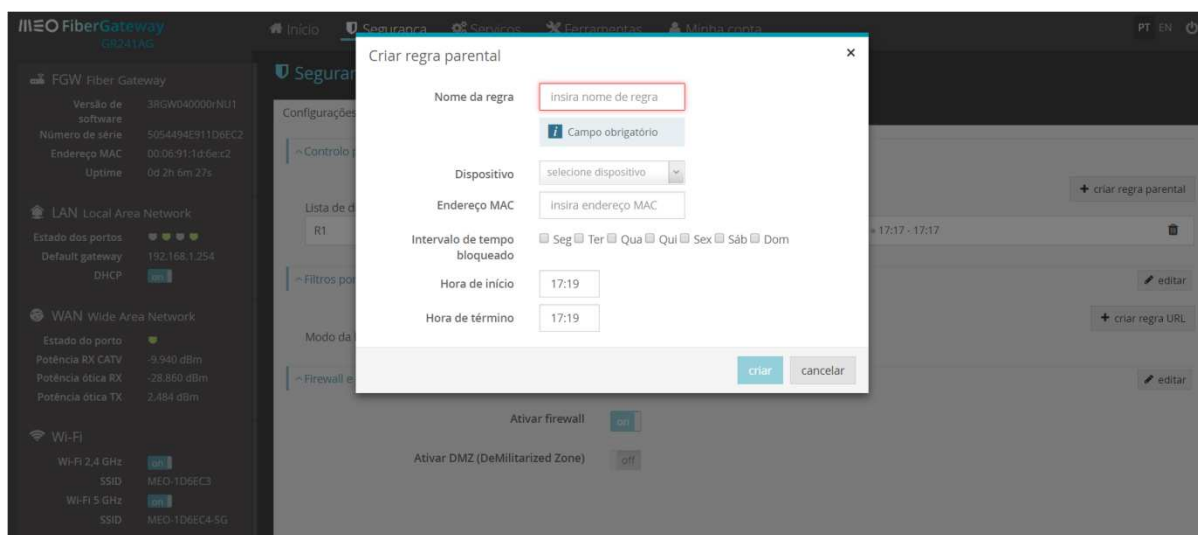 MEO FiberGateway
GR241AG
Início
Segurança
Serviços
Ferramentas
Minha conta
PT EN
FGW Fiber Gateway
Versão de software
3RGW040000rNU1
Número de série
5054494E911D6EC2
Endereço MAC
00:06:91:1d:6e:c2
Uptime
0d 2h 6m 27s
LAN Local Area Network
Estado dos portos
Default gateway
192.168.1.254
DHCP
on
WAN Wide Area Network
Estado do porto
Potência RX CATV
-9.940 dBm
Potência ótica RX
-28.860 dBm
Potência ótica TX
2.484 dBm
Wi-Fi
Wi-Fi 2,4 GHz
on
SSID
MEO-1D6EC3
Wi-Fi 5 GHz
on
SSID
MEO-1D6EC4-5G
Segurar
Configurações
Controlo p
+ criar regra parental
Lista de d
R1
17:17 - 17:17
Filtros por
editar
+ criar regra URL
Modo da
Firewall e
editar
Ativar firewall
on
Ativar DMZ (DeMilitarized Zone)
off
Criar regra parental
×
Nome da regra
insira nome de regra
i Campo obrigatório
Dispositivo
selecione dispositivo
Endereço MAC
insira endereço MAC
Intervalo de tempo bloqueado
Seg Ter Qua Qui Sex Sáb Dom
Hora de início
17:19
Hora de término
17:19
criar
cancelar